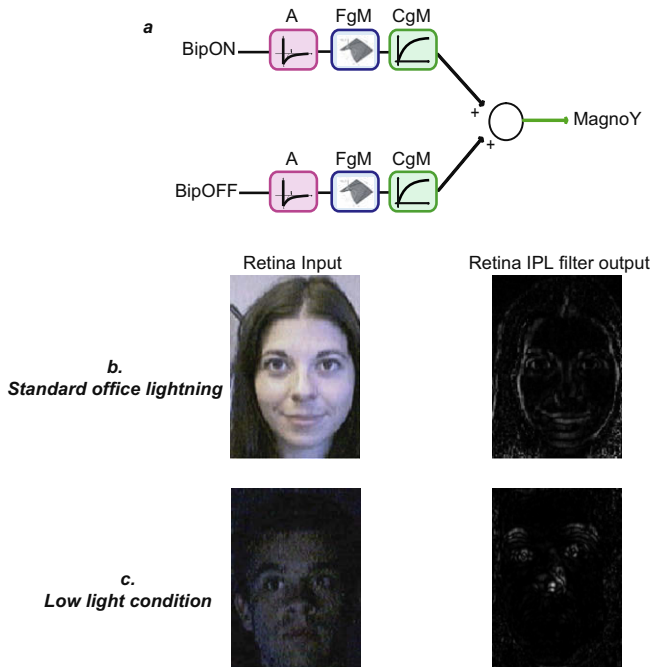 a
A FgM CgM
BipON
+
MagnoY
+
A FgM CgM
BipOFF
Retina Input Retina IPL filter output
b.
Standard office lightning
c.
Low light condition